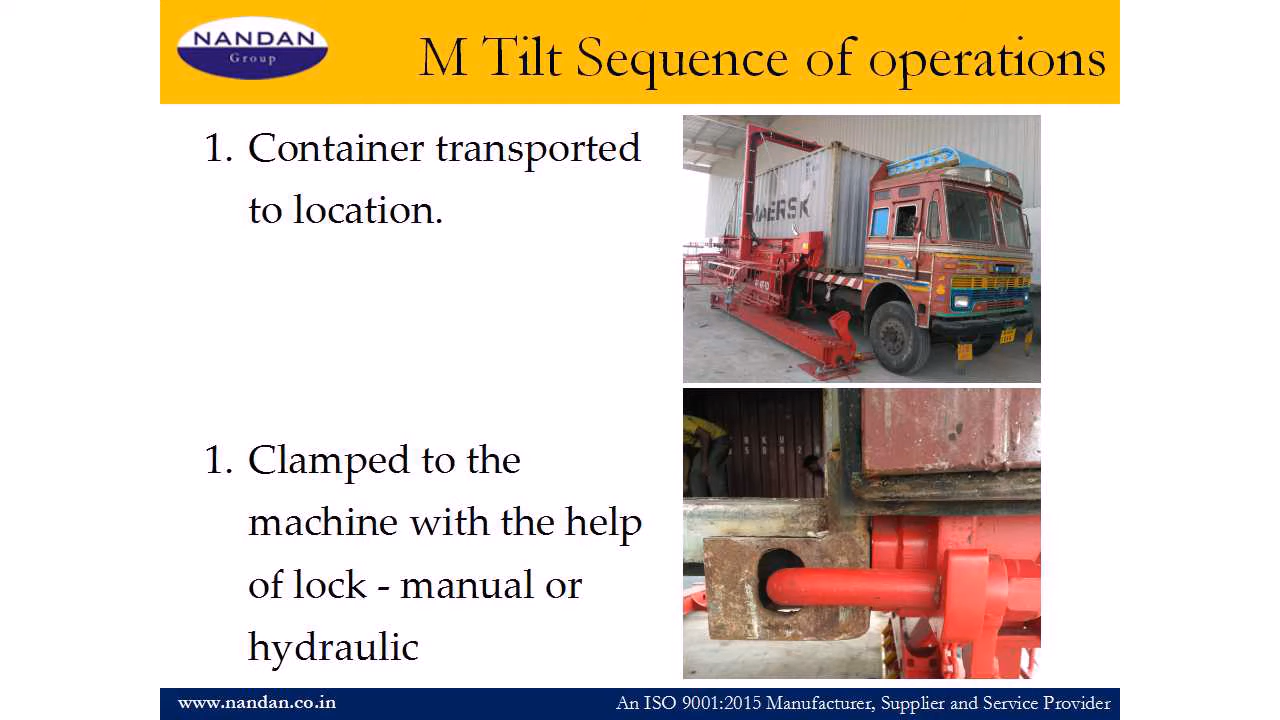 NANDAN
Group
M Tilt Sequence of operations
1. Container transported
to location.
MAERSK
1. Clamped to the
machine with the help
of lock - manual or
hydraulic
www.nandan.co.in
An ISO 9001:2015 Manufacturer, Supplier and Service Provider